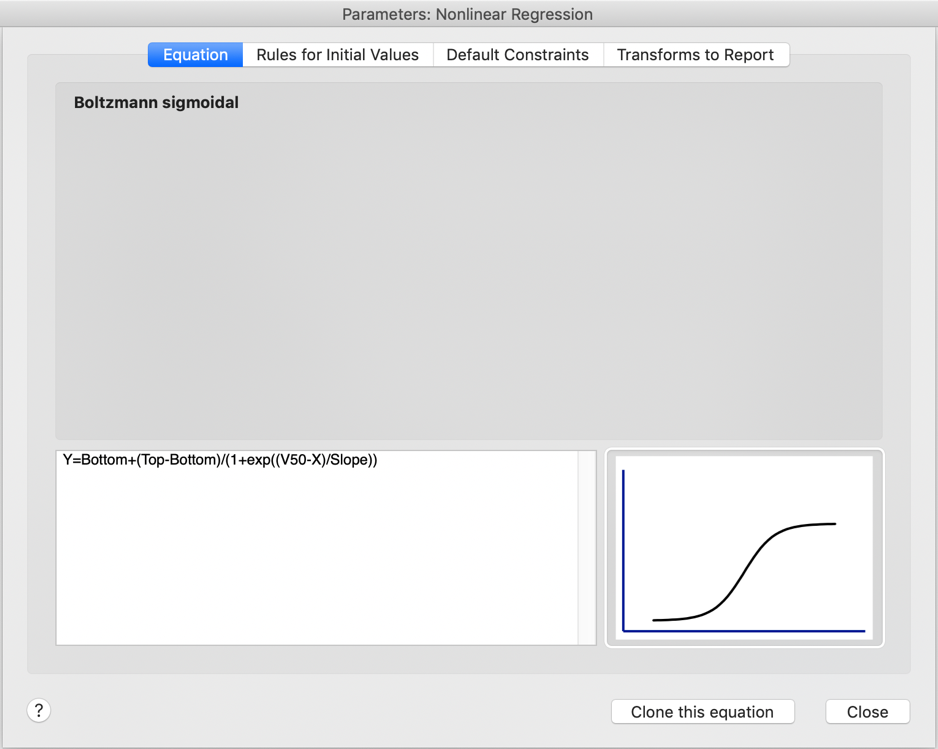 Parameters: Nonlinear Regression
Equation Rules for Initial Values Default Constraints Transforms to Report
Boltzmann sigmoidal
Y=Bottom+(Top-Bottom)/(1+exp((V50-X)/Slope))
? Clone this equation Close